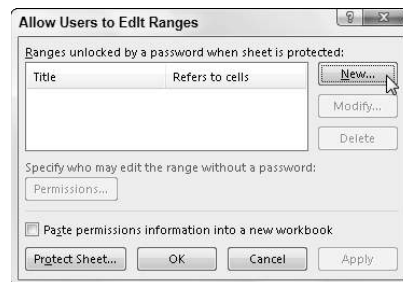 Allow Users to Edit Ranges
Ranges unlocked by a password when sheet is protected:
Title Refers to cells
New...
Modify...
Delete
Specify who may edit the range without a password:
Permissions...
Paste permissions information into a new workbook
Protect Sheet... OK Cancel Apply